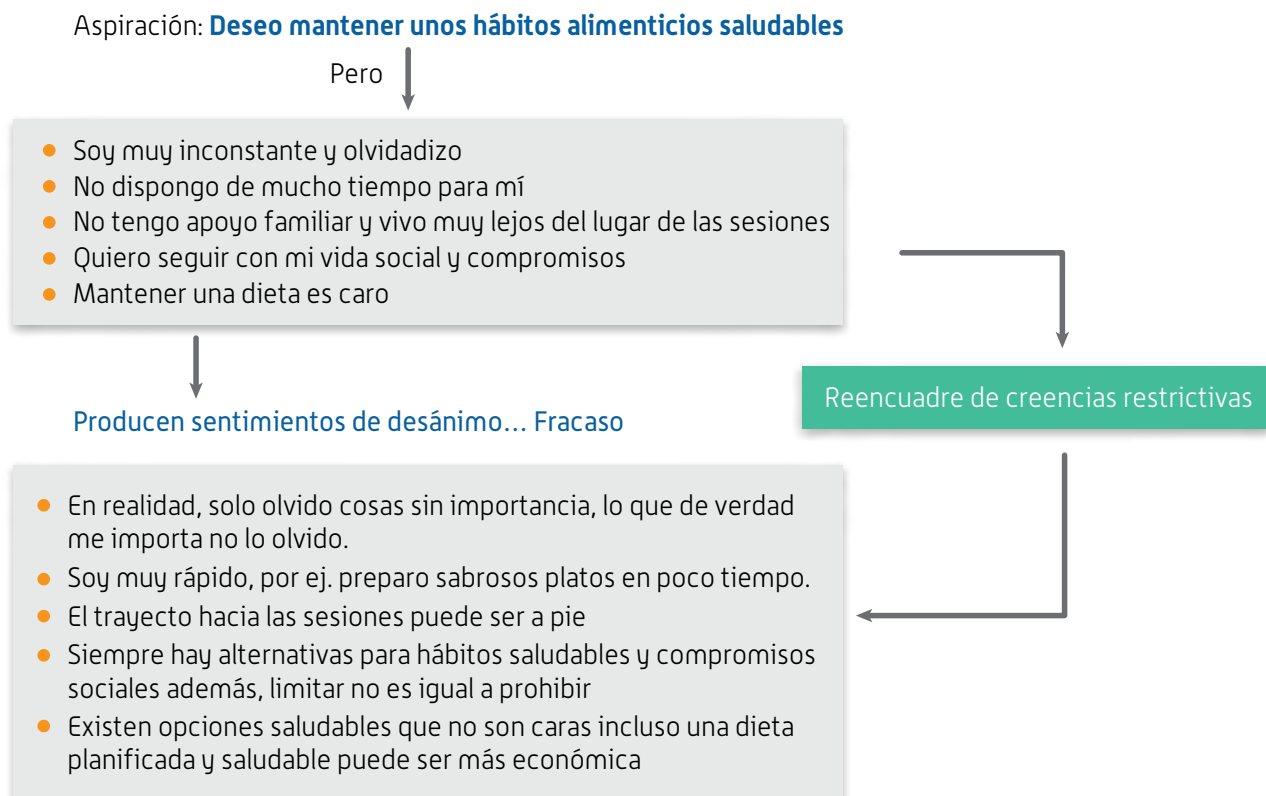 Aspiración: Deseo mantener unos hábitos alimenticios saludables
Pero
Soy muy inconstante y olvidadizo
No dispongo de mucho tiempo para mí
No tengo apoyo familiar y vivo muy lejos del lugar de las sesiones
Quiero seguir con mi vida social y compromisos
Mantener una dieta es caro
Reencuadre de creencias restrictivas
Producen sentimientos de desánimo... Fracaso
En realidad, solo olvido cosas sin importancia, lo que de verdad
me importa no lo olvido.
Soy muy rápido, por ej. preparo sabrosos platos en poco tiempo.
El trayecto hacia las sesiones puede ser a pie
Siempre hay alternativas para hábitos saludables y compromisos
sociales además, limitar no es igual a prohibir
Existen opciones saludables que no son caras incluso una dieta
planificada y saludable puede ser más económica